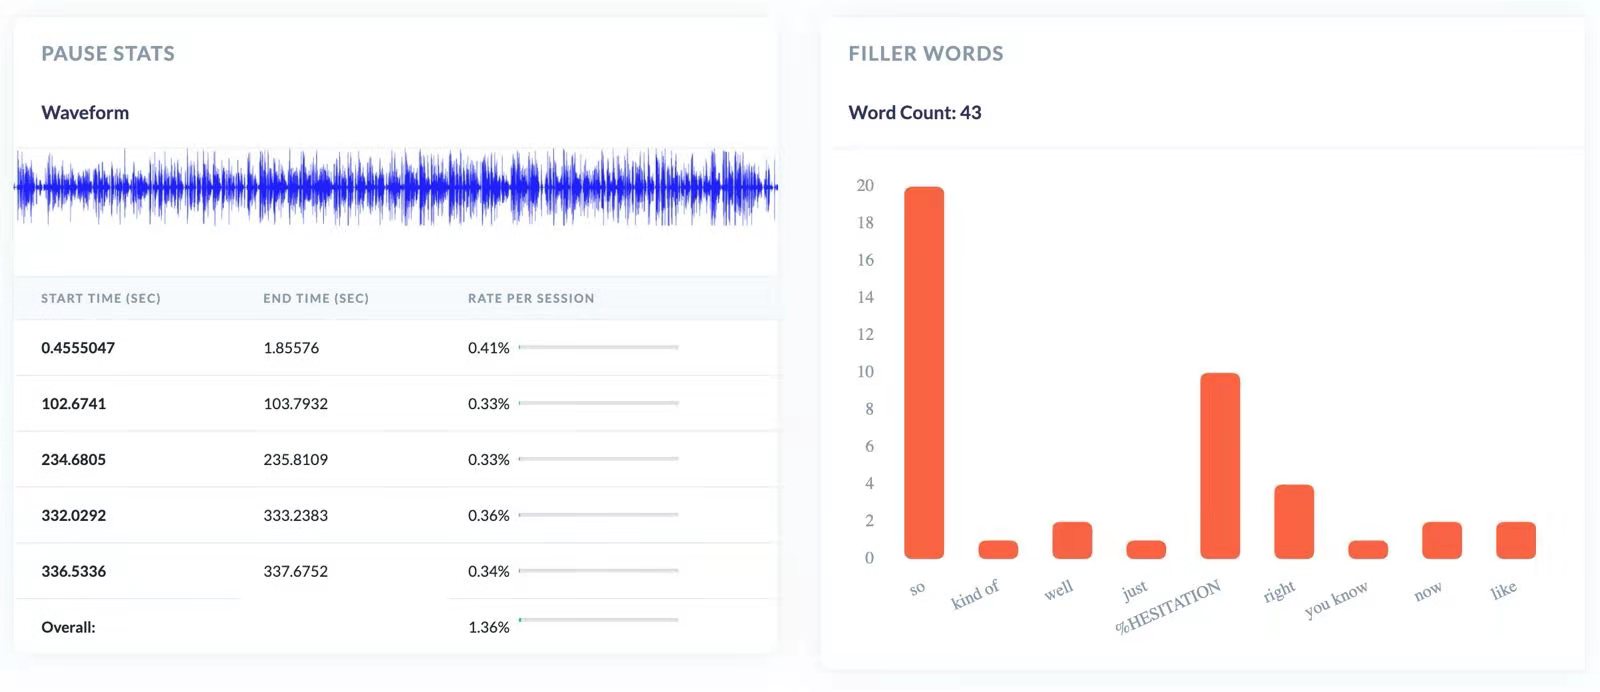 PAUSE STATS
Waveform
START TIME (SEC) END TIME (SEC) RATE PER SESSION
0.4555047 1.85576 0.41%
102.6741 103.7932 0.33%
234.6805 235.8109 0.33%
332.0292 333.2383 0.36%
336.5336 337.6752 0.34%
Overall: 1.36%
FILLER WORDS
Word Count: 43
20
18
16
14
12
10
8
6
4
2
0
so kind of well just %HESITATION right you know now like